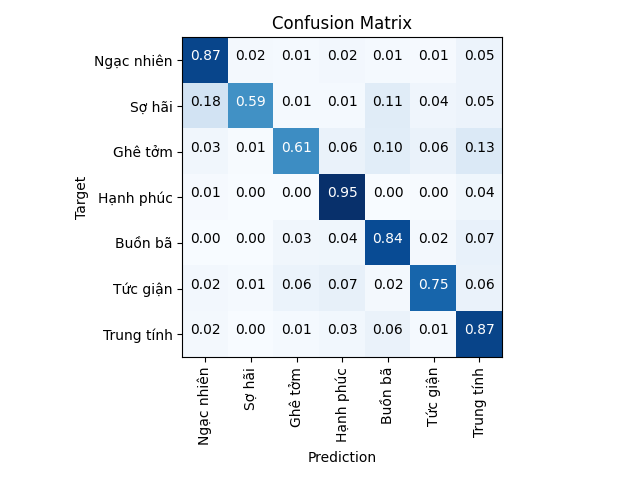 Confusion Matrix
Ngạc nhiên 0.87 0.02 0.01 0.02 0.01 0.01 0.05
Sợ hãi 0.18 0.59 0.01 0.01 0.11 0.04 0.05
Ghê tởm 0.03 0.01 0.61 0.06 0.10 0.06 0.13
Hạnh phúc 0.01 0.00 0.00 0.95 0.00 0.00 0.04
Buồn bã 0.00 0.00 0.03 0.04 0.84 0.02 0.07
Tức giận 0.02 0.01 0.06 0.07 0.02 0.75 0.06
Trung tính 0.02 0.00 0.01 0.03 0.06 0.01 0.87
Target
Ngạc nhiên
Sợ hãi
Ghê tởm
Hạnh phúc
Buồn bã
Tức giận
Trung tính
Prediction